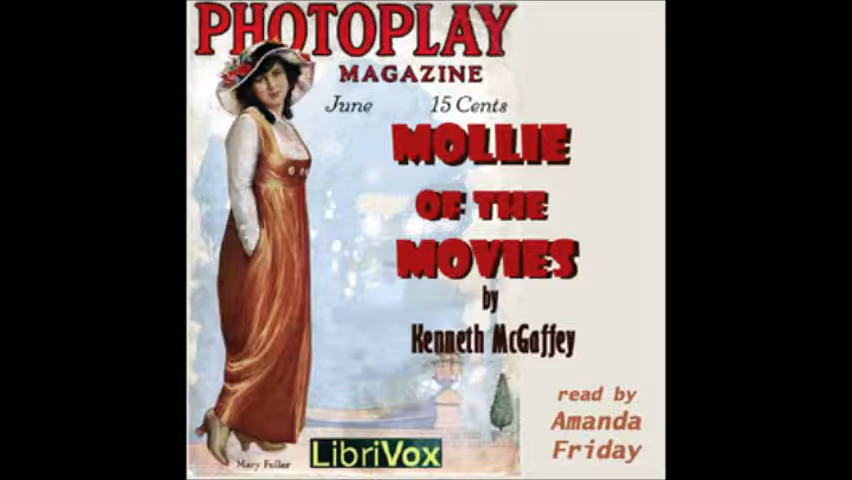 PHOTOPLAY
MAGAZINE
June 15 Cents
MOLLIE
OF THE
MOVIES
by
Kenneth McGaffey
read by
Amanda
Friday
LibriVox
Mary Fuller